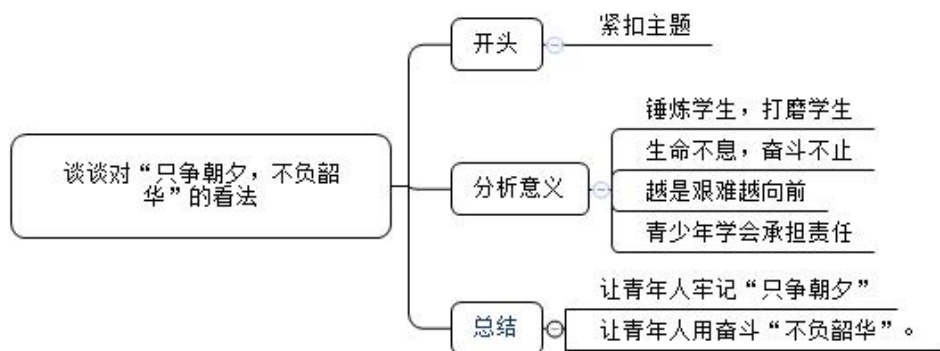 谈谈对“只争朝夕，不负韶
华”的看法
开头
紧扣主题
分析意义
锤炼学生，打磨学生
生命不息，奋斗不止
越是艰难越向前
青少年学会承担责任
总结
让青年人牢记“只争朝夕”
让青年人用奋斗“不负韶华”。